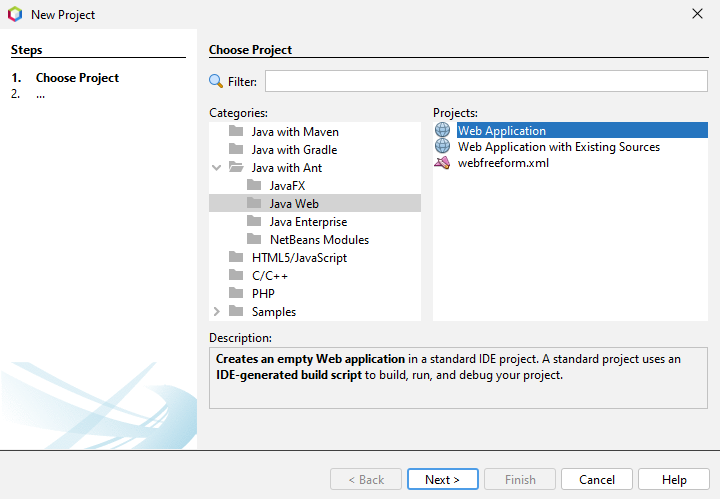 New Project
Steps
1. Choose Project
2. ...
Choose Project
Filter:
Categories:
Java with Maven
Java with Gradle
Java with Ant
JavaFX
Java Web
Java Enterprise
NetBeans Modules
HTML5/JavaScript
C/C++
PHP
Samples
Projects:
Web Application
Web Application with Existing Sources
webfreeform.xml
Description:
Creates an empty Web application in a standard IDE project. A standard project uses an
IDE-generated build script to build, run, and debug your project.
< Back
Next >
Finish
Cancel
Help